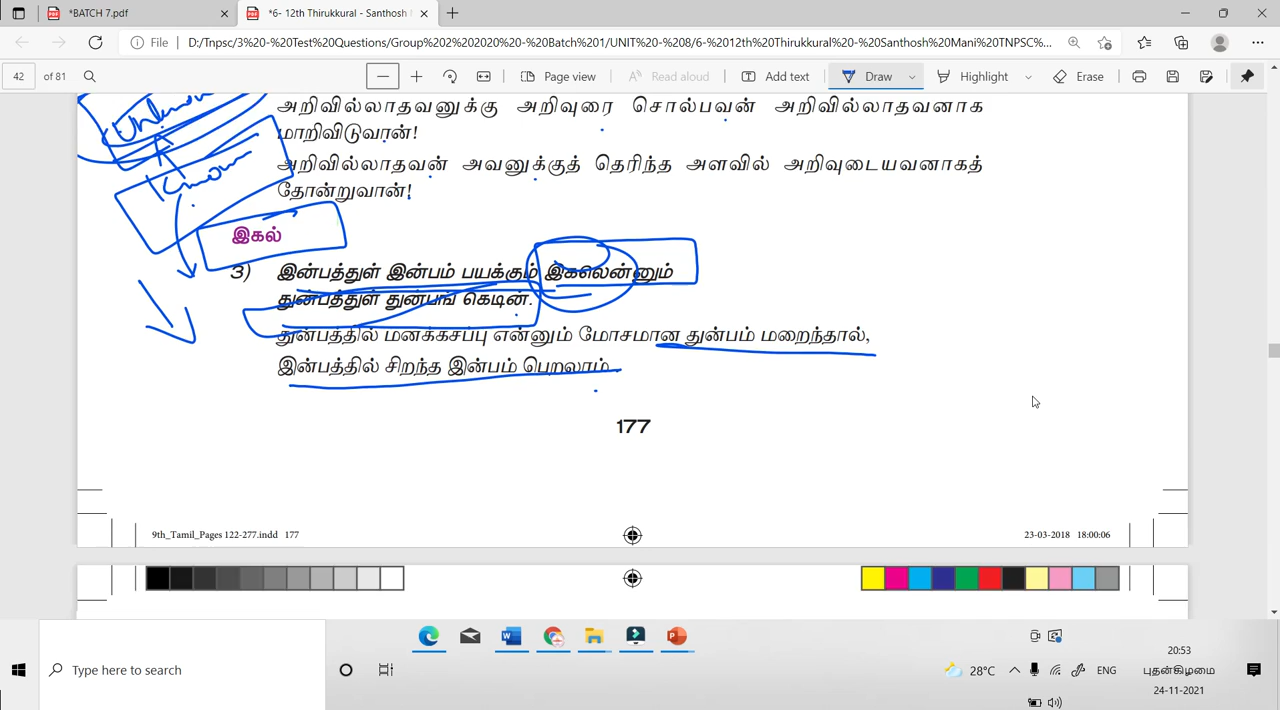 *BATCH 7.pdf
*6- 12th Thirukkural - Santhosh
File D:/Tnpsc/3 %20-%20Test%20Questions/Group%202%202020%20-%20Batch%201/UNIT%20-%208/6-%2012th%20Thirukkural%20-%20Santhosh%20Mani%20TNPSC%...
42 of 81 Page view Read aloud Add text Draw Highlight Erase
unknown
அறிவில்லாதவனுக்கு அறிவுரை சொல்பவன் அறிவில்லாதவனாக
மாறிவிடுவான்!
அறிவில்லாதவன் அவனுக்குத் தெரிந்த அளவில் அறிவுடையவனாகத்
known
தோன்றுவான்!
இகல்
3) இன்பத்துள் இன்பம் பயக்கும் இகலென்னும்
துன்பத்துள் துன்பங் கெடின்.
துன்பத்தில் மனக்கசப்பு என்னும் மோசமான துன்பம் மறைந்தால்,
இன்பத்தில் சிறந்த இன்பம் பெறலாம்.
177
9th_Tamil_Pages 122-277.indd 177
23-03-2018 18:00:06
Type here to search
28°C
ENG
20:53
புதன்கிழமை
24-11-2021